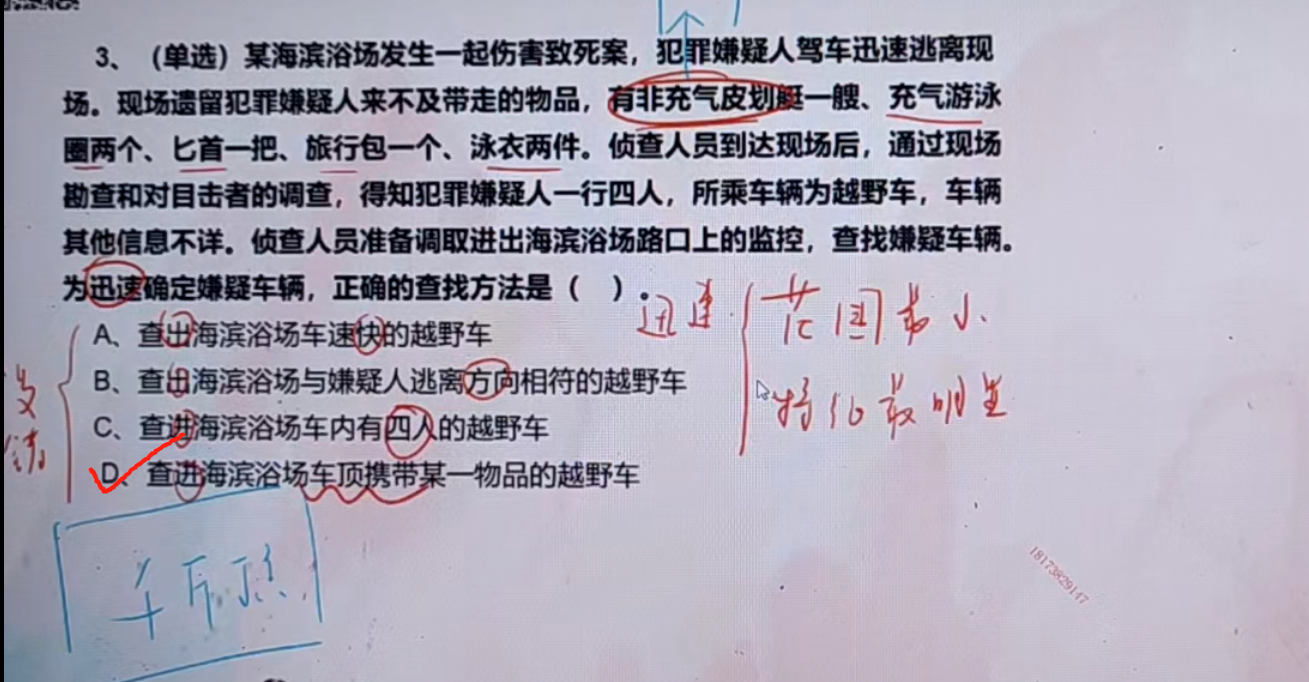 3、（单选）某海滨浴场发生一起伤害致死案，犯罪嫌疑人驾车迅速逃离现
场。现场遗留犯罪嫌疑人来不及带走的物品，有非充气皮划艇一艘、充气游泳
圈两个、匕首一把、旅行包一个、泳衣两件。侦查人员到达现场后，通过现场
勘查和对目击者的调查，得知犯罪嫌疑人一行四人，所乘车辆为越野车，车辆
其他信息不详。侦查人员准备调取进出海滨浴场路口上的监控，查找嫌疑车辆。
为迅速确定嫌疑车辆，正确的查找方法是（ ）。
迅速 范围最小
A、查出海滨浴场车速快的越野车
B、查出海滨浴场与嫌疑人逃离方向相符的越野车
特征最明显
C、查进海滨浴场车内有四人的越野车
D、查进海滨浴场车顶携带某一物品的越野车
18173829147